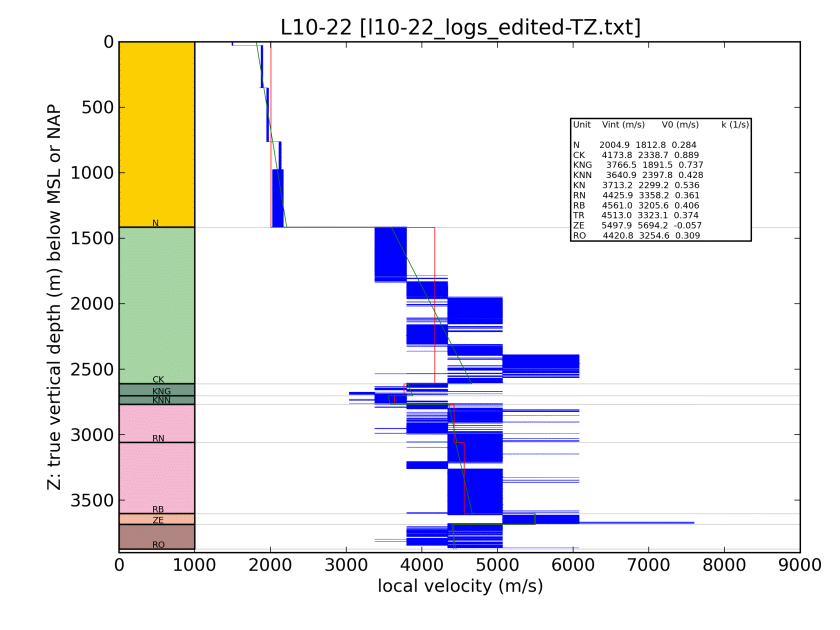 L10-22 [l10-22_logs_edited-TZ.txt]
Z: true vertical depth (m) below MSL or NAP
0
500
1000
1500
2000
2500
3000
3500
N
CK
KNG
KNN
RN
RB
ZE
RO
Unit Vint (m/s) V0 (m/s) k (1/s)
N 2004.9 1812.8 0.284
CK 4173.8 2338.7 0.889
KNG 3766.5 1891.5 0.737
KNN 3640.9 2397.8 0.428
KN 3713.2 2299.2 0.536
RN 4425.9 3358.2 0.361
RB 4561.0 3205.6 0.406
TR 4513.0 3323.1 0.374
ZE 5497.9 5694.2 -0.057
RO 4420.8 3254.6 0.309
0 1000 2000 3000 4000 5000 6000 7000 8000 9000
local velocity (m/s)